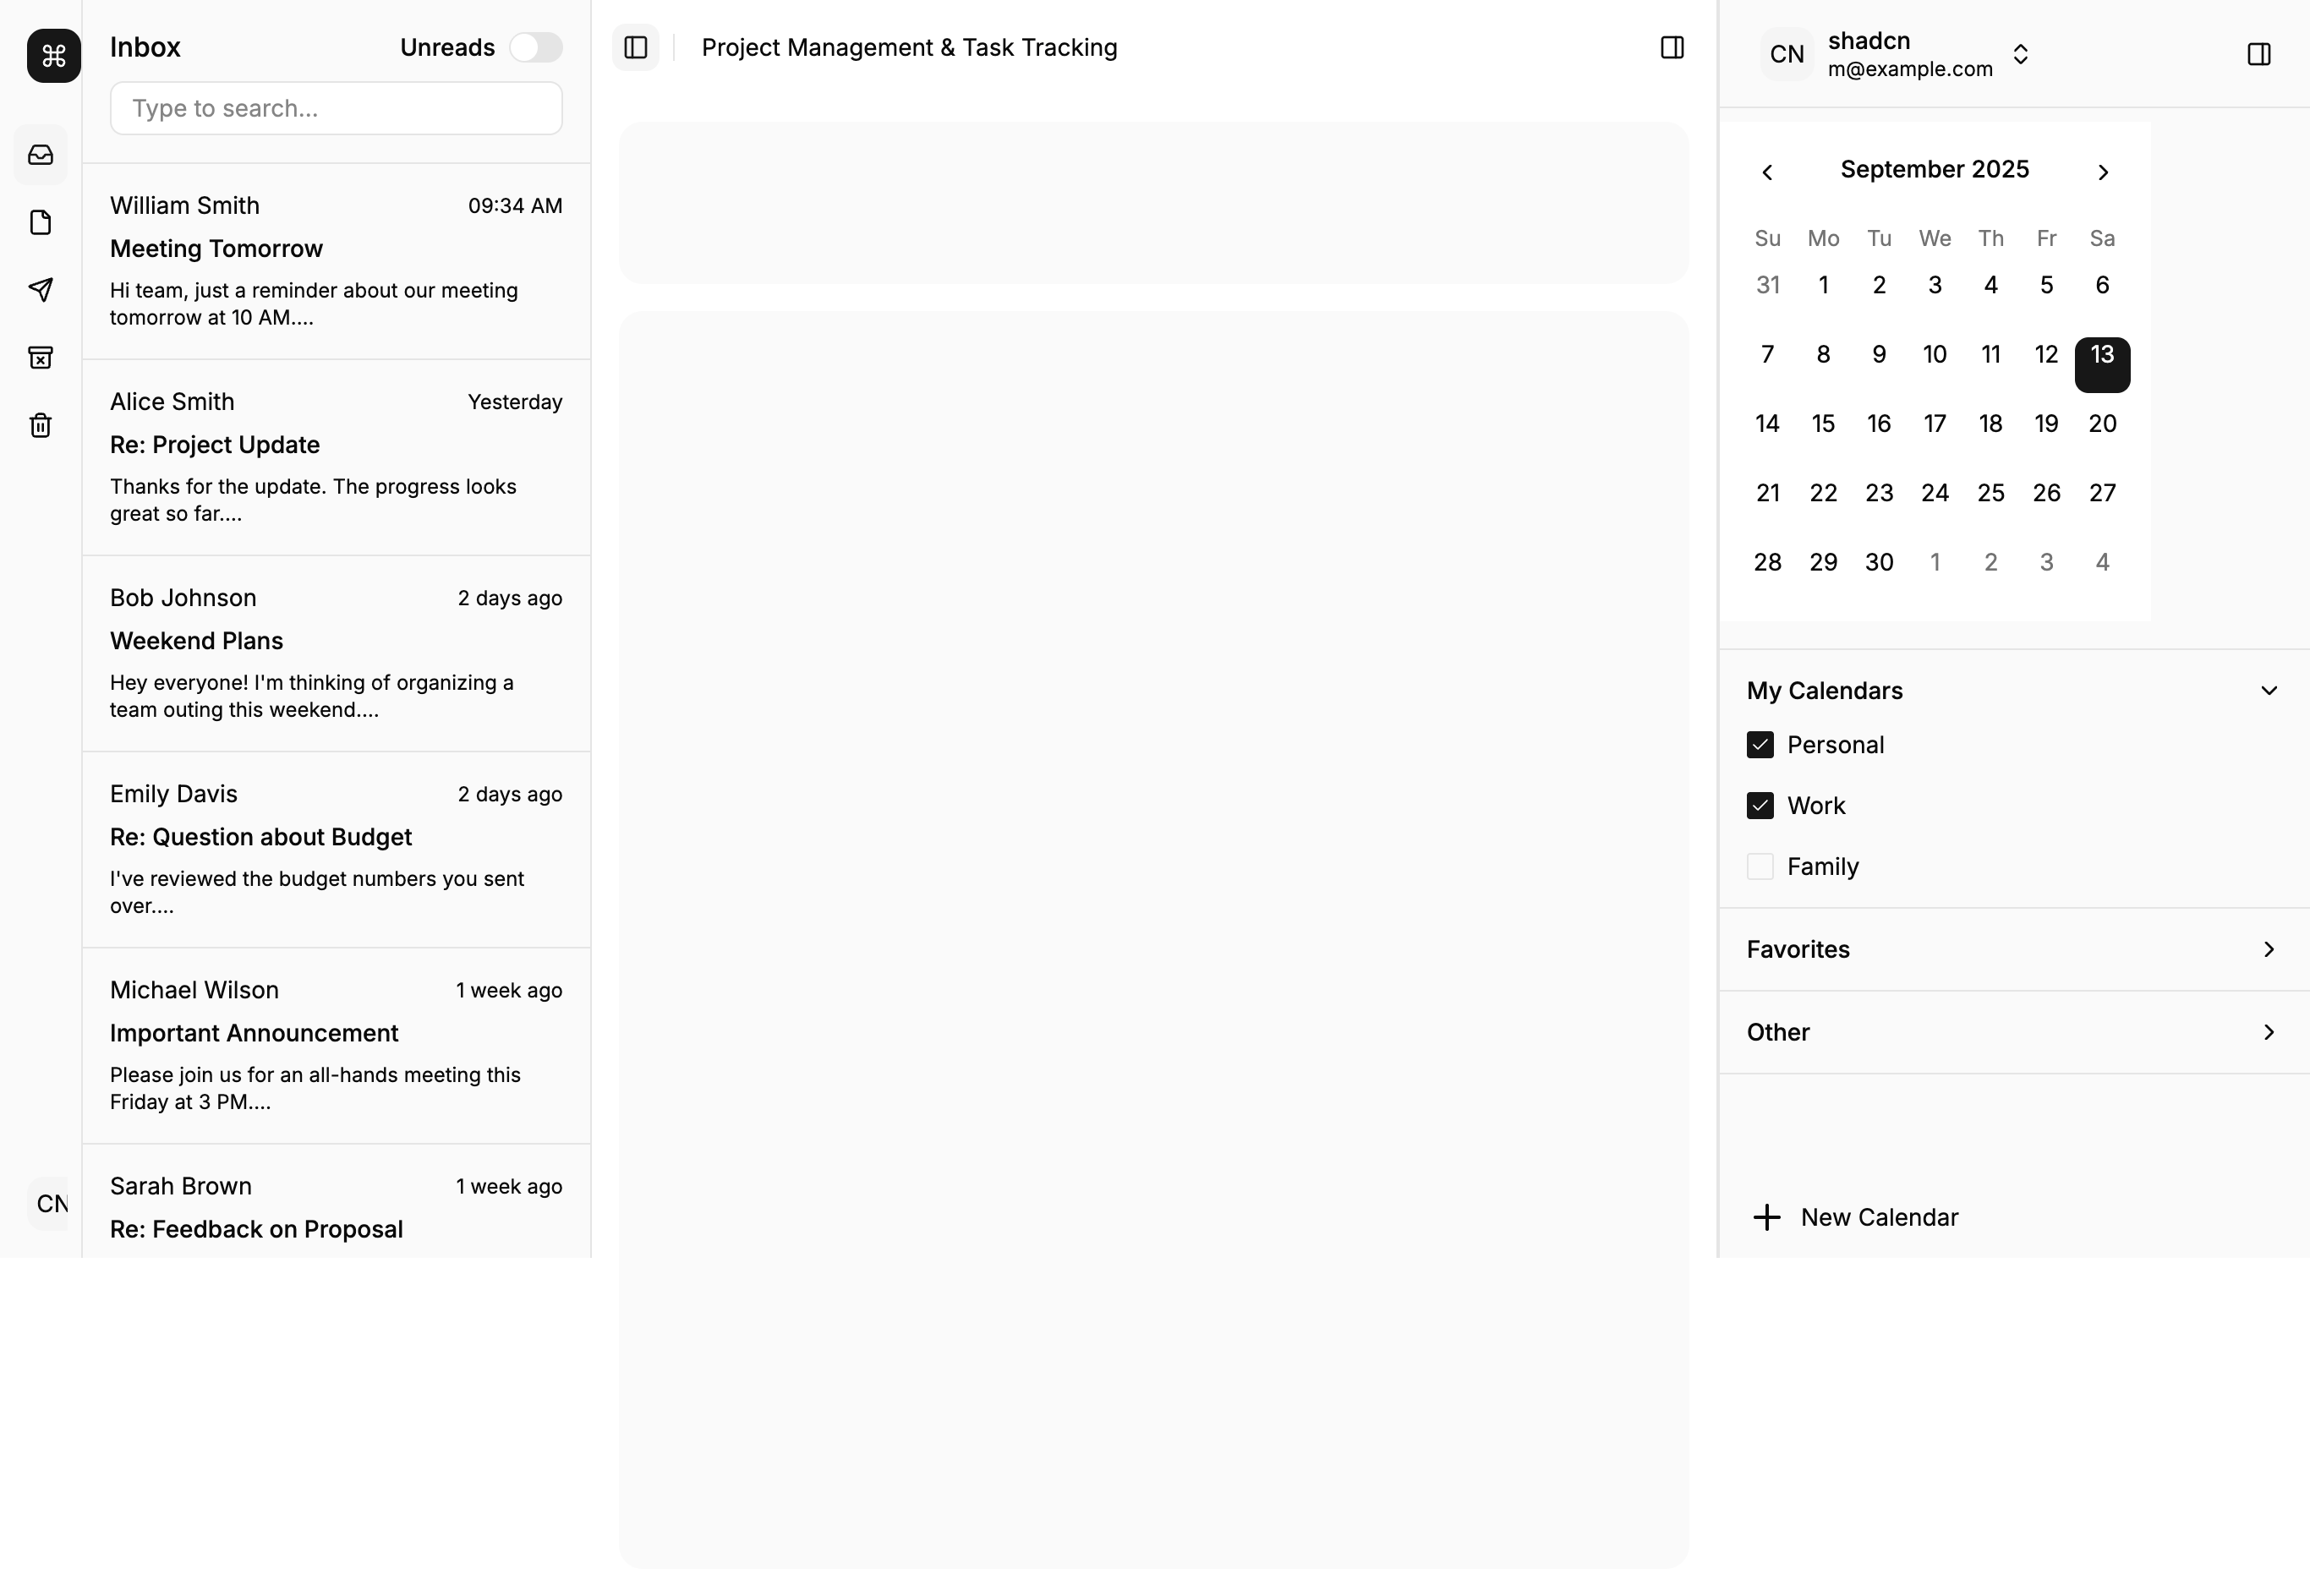 Inbox
Unreads
Type to search...
William Smith
09:34 AM
Meeting Tomorrow
Hi team, just a reminder about our meeting
tomorrow at 10 AM....
Alice Smith
Yesterday
Re: Project Update
Thanks for the update. The progress looks
great so far....
Bob Johnson
2 days ago
Weekend Plans
Hey everyone! I'm thinking of organizing a
team outing this weekend....
Emily Davis
2 days ago
Re: Question about Budget
I've reviewed the budget numbers you sent
over....
Michael Wilson
1 week ago
Important Announcement
Please join us for an all-hands meeting this
Friday at 3 PM....
Sarah Brown
1 week ago
Re: Feedback on Proposal
CN
Project Management & Task Tracking
CN
shadcn
m@example.com
September 2025
Su Mo Tu We Th Fr Sa
31 1 2 3 4 5 6
7 8 9 10 11 12 13
14 15 16 17 18 19 20
21 22 23 24 25 26 27
28 29 30 1 2 3 4
My Calendars
Personal
Work
Family
Favorites
Other
New Calendar